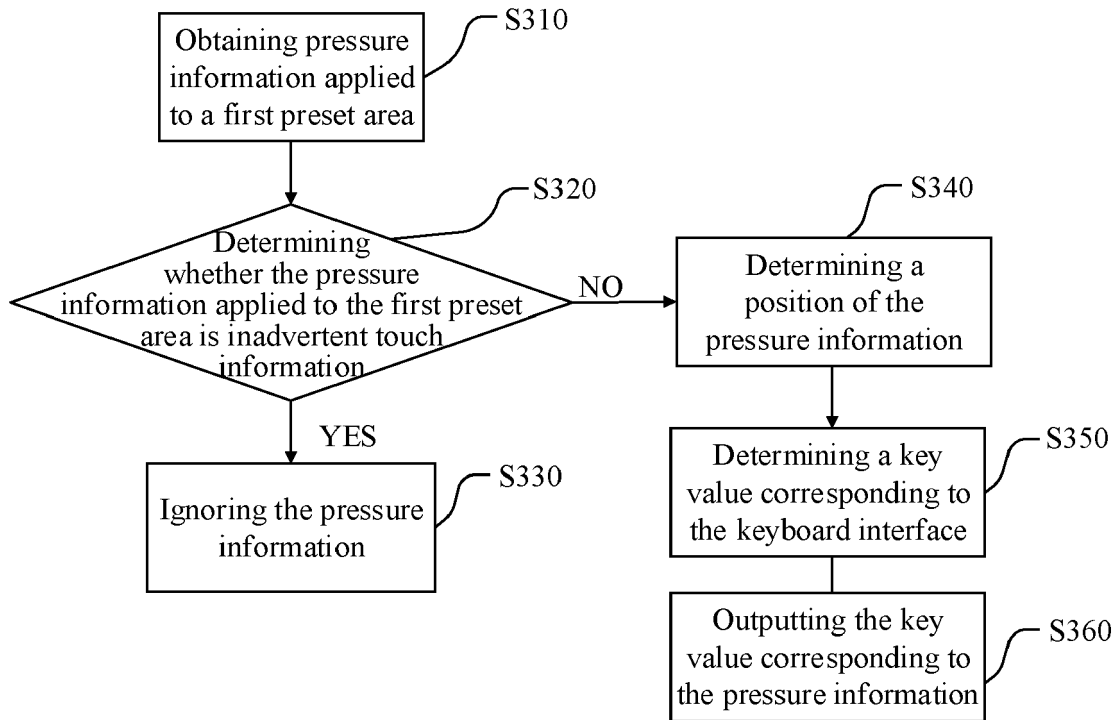 Obtaining pressure
information applied
to a first preset area
S310
Determining
whether the pressure
information applied to the first preset
area is inadvertent touch
information
S320
YES
Ignoring the pressure
information
S330
NO
Determining a
position of the
pressure information
S340
Determining a key
value corresponding to
the keyboard interface
S350
Outputting the key
value corresponding to
the pressure information
S360